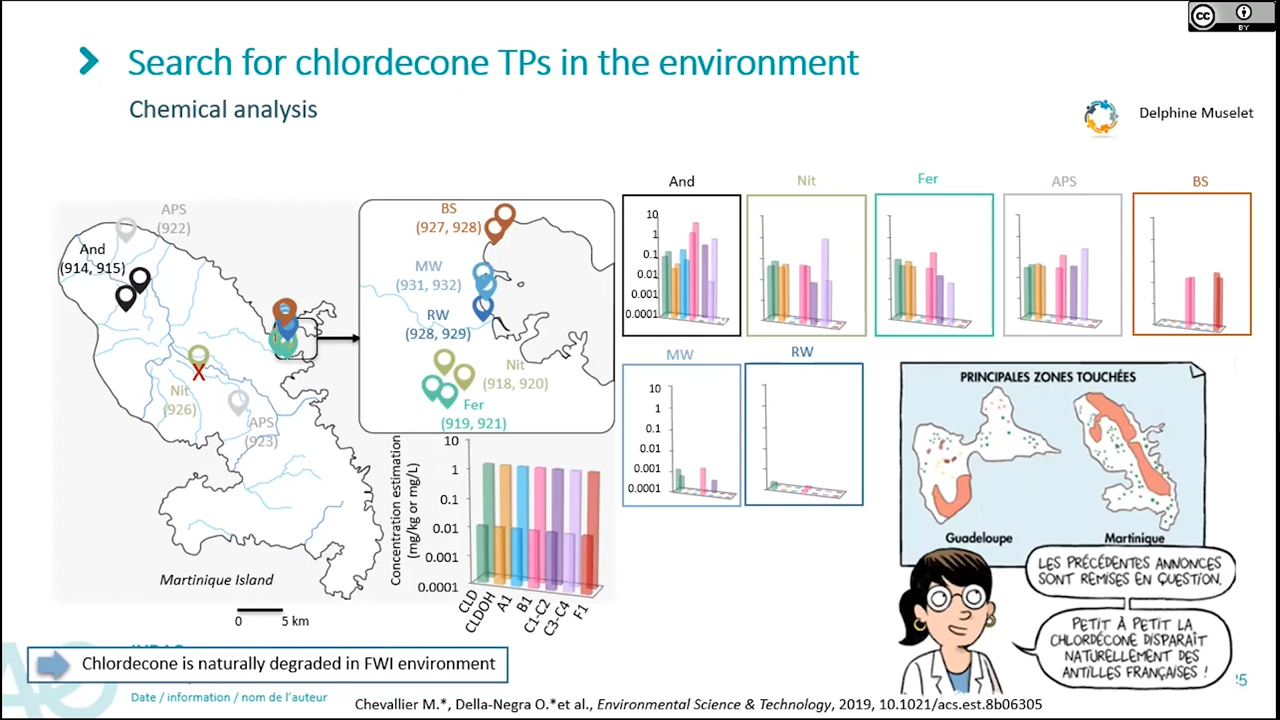 Search for chlordecone TPs in the environment
Chemical analysis
Delphine Muselet
cc
BY
APS
(922)
And
(914, 915)
Nit
(926)
APS
(923)
Martinique Island
0 5 km
BS
(927, 928)
MW
(931, 932)
RW
(928, 929)
Nit
(918, 920)
Fer
(919, 921)
Concentration estimation
(mg/kg or mg/L)
10
1
0.1
0.01
0.001
0.0001
CLD
CLDOH
A1
B1
C1-C2
C3-C4
F1
And
Nit
Fer
APS
BS
10
1
0.1
0.01
0.001
0.0001
MW
RW
10
1
0.1
0.01
0.001
0.0001
PRINCIPALES ZONES TOUCHÉES
Guadeloupe
Martinique
LES PRÉCÉDENTES ANNONCES
SONT REMISES EN QUESTION.
PETIT À PETIT LA
CHLORDÉCONE DISPARAÎT
NATURELLEMENT DES
ANTILLES FRANÇAISES !
Chlordecone is naturally degraded in FWI environment
Date / information / nom de l'auteur
Chevallier M.*, Della-Negra O.*et al., Environmental Science & Technology, 2019, 10.1021/acs.est.8b06305